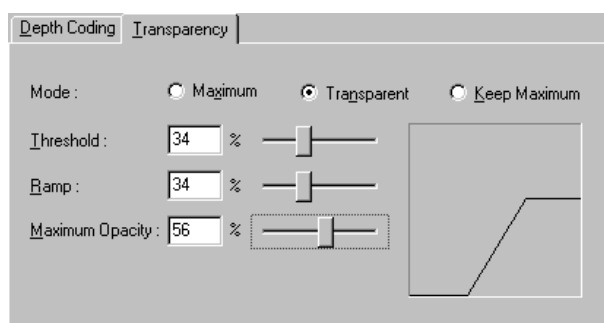 Depth Coding Transparency
Mode : Maximum Transparent Keep Maximum
Threshold : 34 %
Ramp : 34 %
Maximum Opacity : 56 %